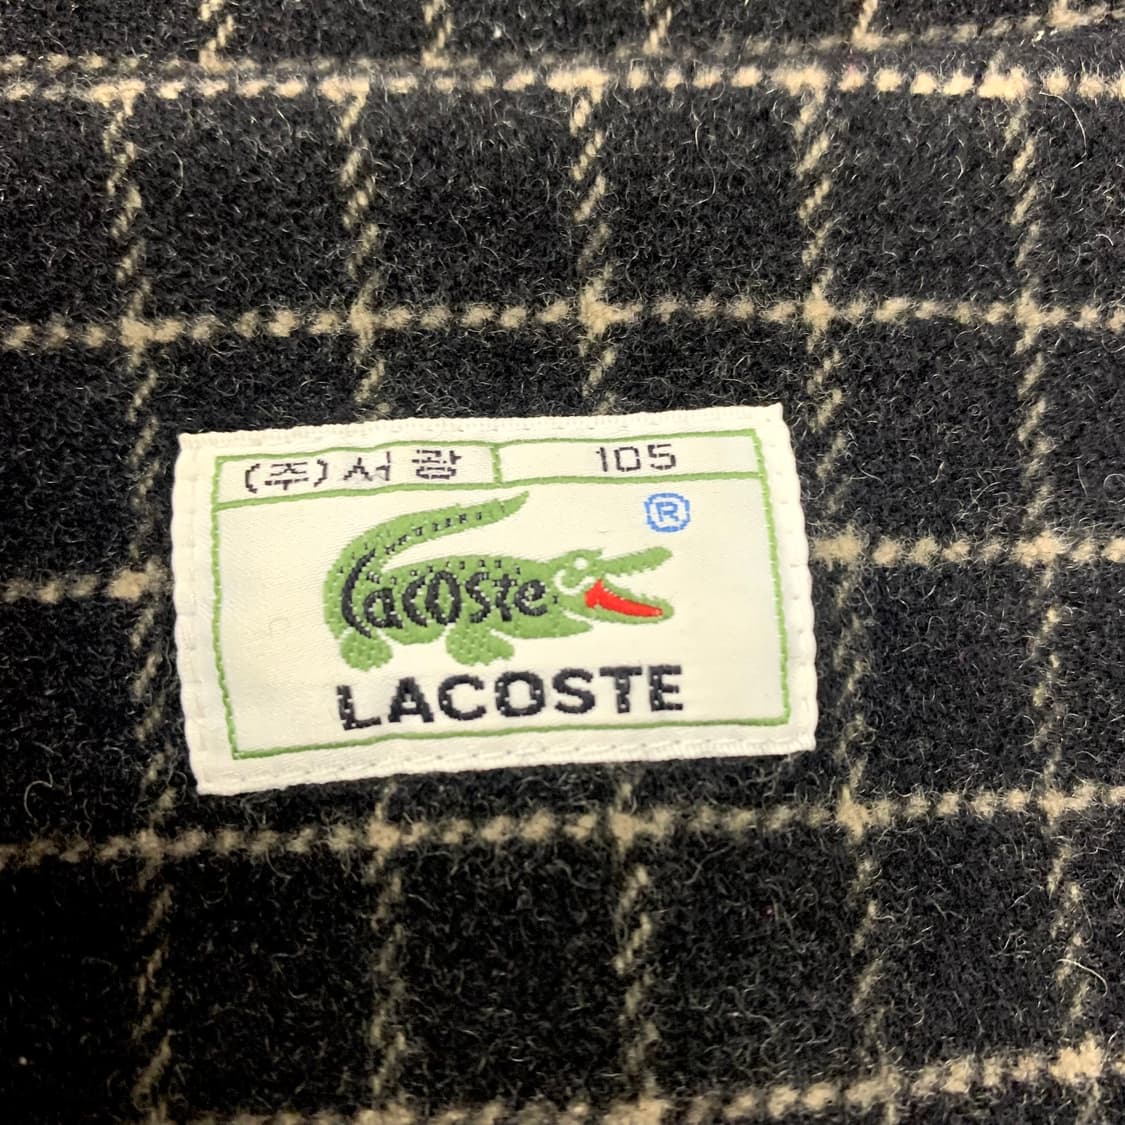 (주)서광 105
®
Lacoste
LACOSTE